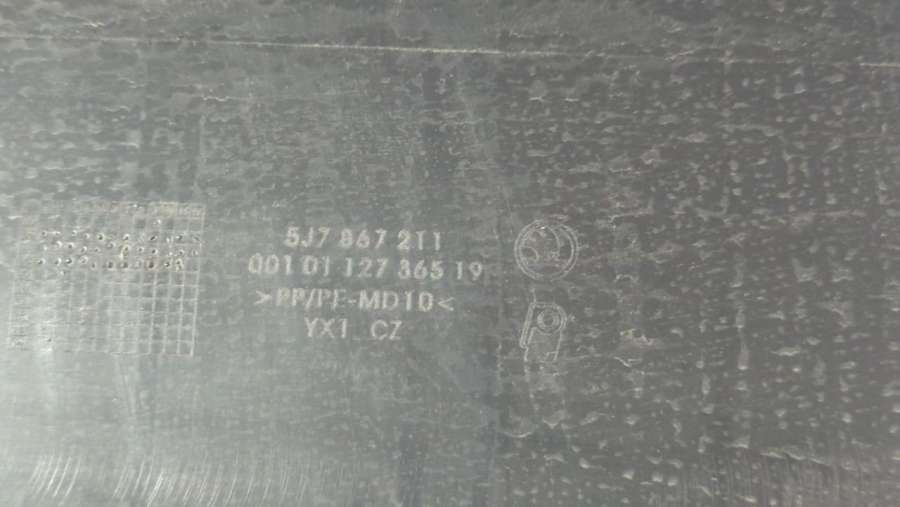 5J7 867 211
001 01 127 365 19
>PP/PE-MD10<
YX1 CZ